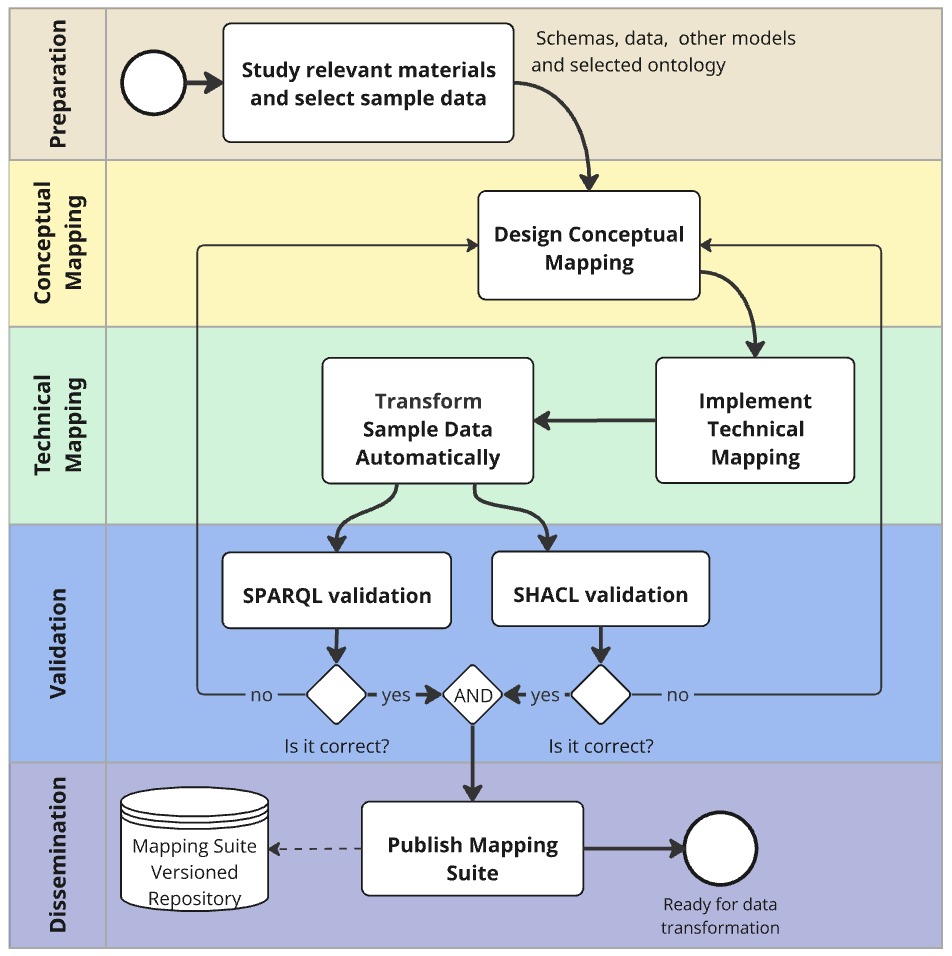 Preparation
Study relevant materials
and select sample data
Schemas, data, other models
and selected ontology
Conceptual
Mapping
Design Conceptual
Mapping
Technical
Mapping
Transform
Sample Data
Automatically
Implement
Technical
Mapping
Validation
SPARQL validation
SHACL validation
no
yes
AND
yes
no
Is it correct?
Is it correct?
Dissemination
Mapping Suite
Versioned
Repository
Publish Mapping
Suite
Ready for data
transformation